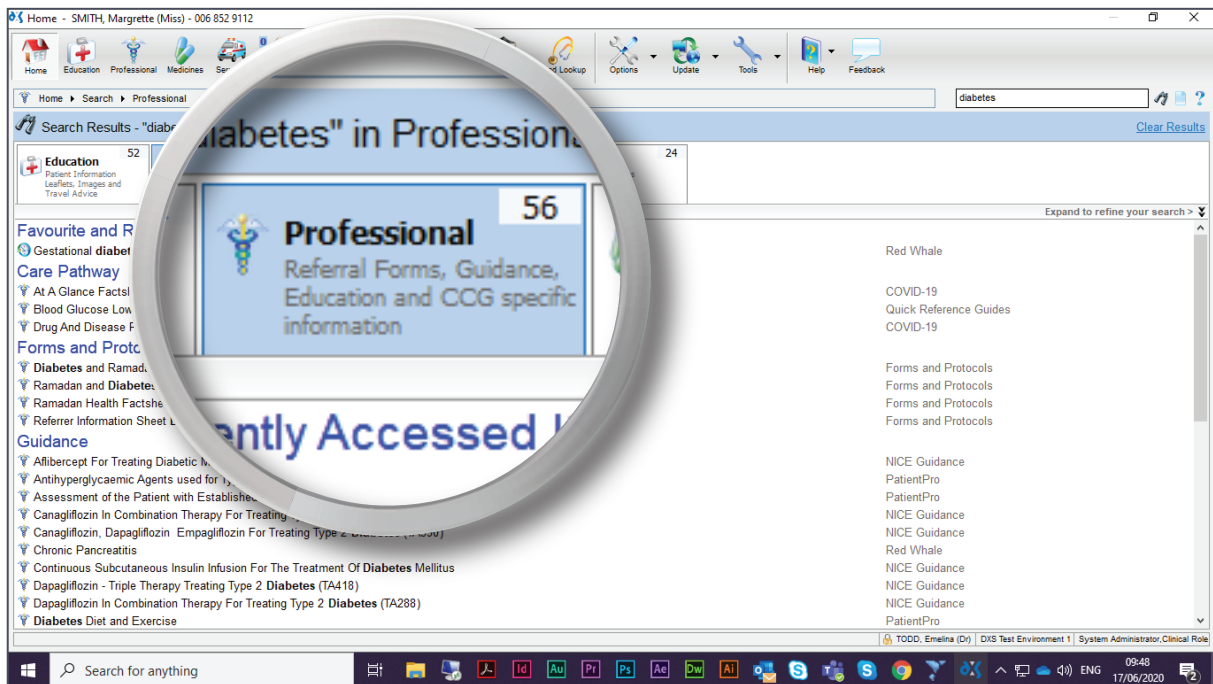 Home - SMITH, Margrette (Miss) - 006 852 9112
Home Education Professional Medicines Lookup Options Update Tools Help Feedback
Home Search Professional diabetes
Search Results - "diabetes" in Professional Clear Results
Education 52 24
Patient Information
Leaflets, Images and
Travel Advice
Professional 56
Referral Forms, Guidance,
Education and CCG specific
information
Accessed
Expand to refine your search >
Favourite and
Gestational Red Whale
Care Pathway
At A Glance COVID-19
Blood Glucose Quick Reference Guides
Drug And Disease COVID-19
Forms and
Diabetes and Forms and Protocols
Ramadan and Diabetes Forms and Protocols
Ramadan Health Forms and Protocols
Referrer Information Sheet Forms and Protocols
Guidance
Aflibercept For Treating Diabetic NICE Guidance
Antihyperglycaemic Agents used for PatientPro
Assessment of the Patient with PatientPro
Canagliflozin In Combination Therapy For Treating NICE Guidance
Canagliflozin, Dapagliflozin Empagliflozin For Treating Type 2 NICE Guidance
Chronic Pancreatitis Red Whale
Continuous Subcutaneous Insulin Infusion For The Treatment Of Diabetes Mellitus NICE Guidance
Dapagliflozin - Triple Therapy Treating Type 2 Diabetes (TA418) NICE Guidance
Dapagliflozin In Combination Therapy For Treating Type 2 Diabetes (TA288) NICE Guidance
Diabetes Diet and Exercise PatientPro
TODD, Emelina (Dr) DXS Test Environment 1 System Administrator,Clinical Role
Search for anything Id Au Pr Ps Ae Dw Ai ENG 09:48
17/06/2020 2